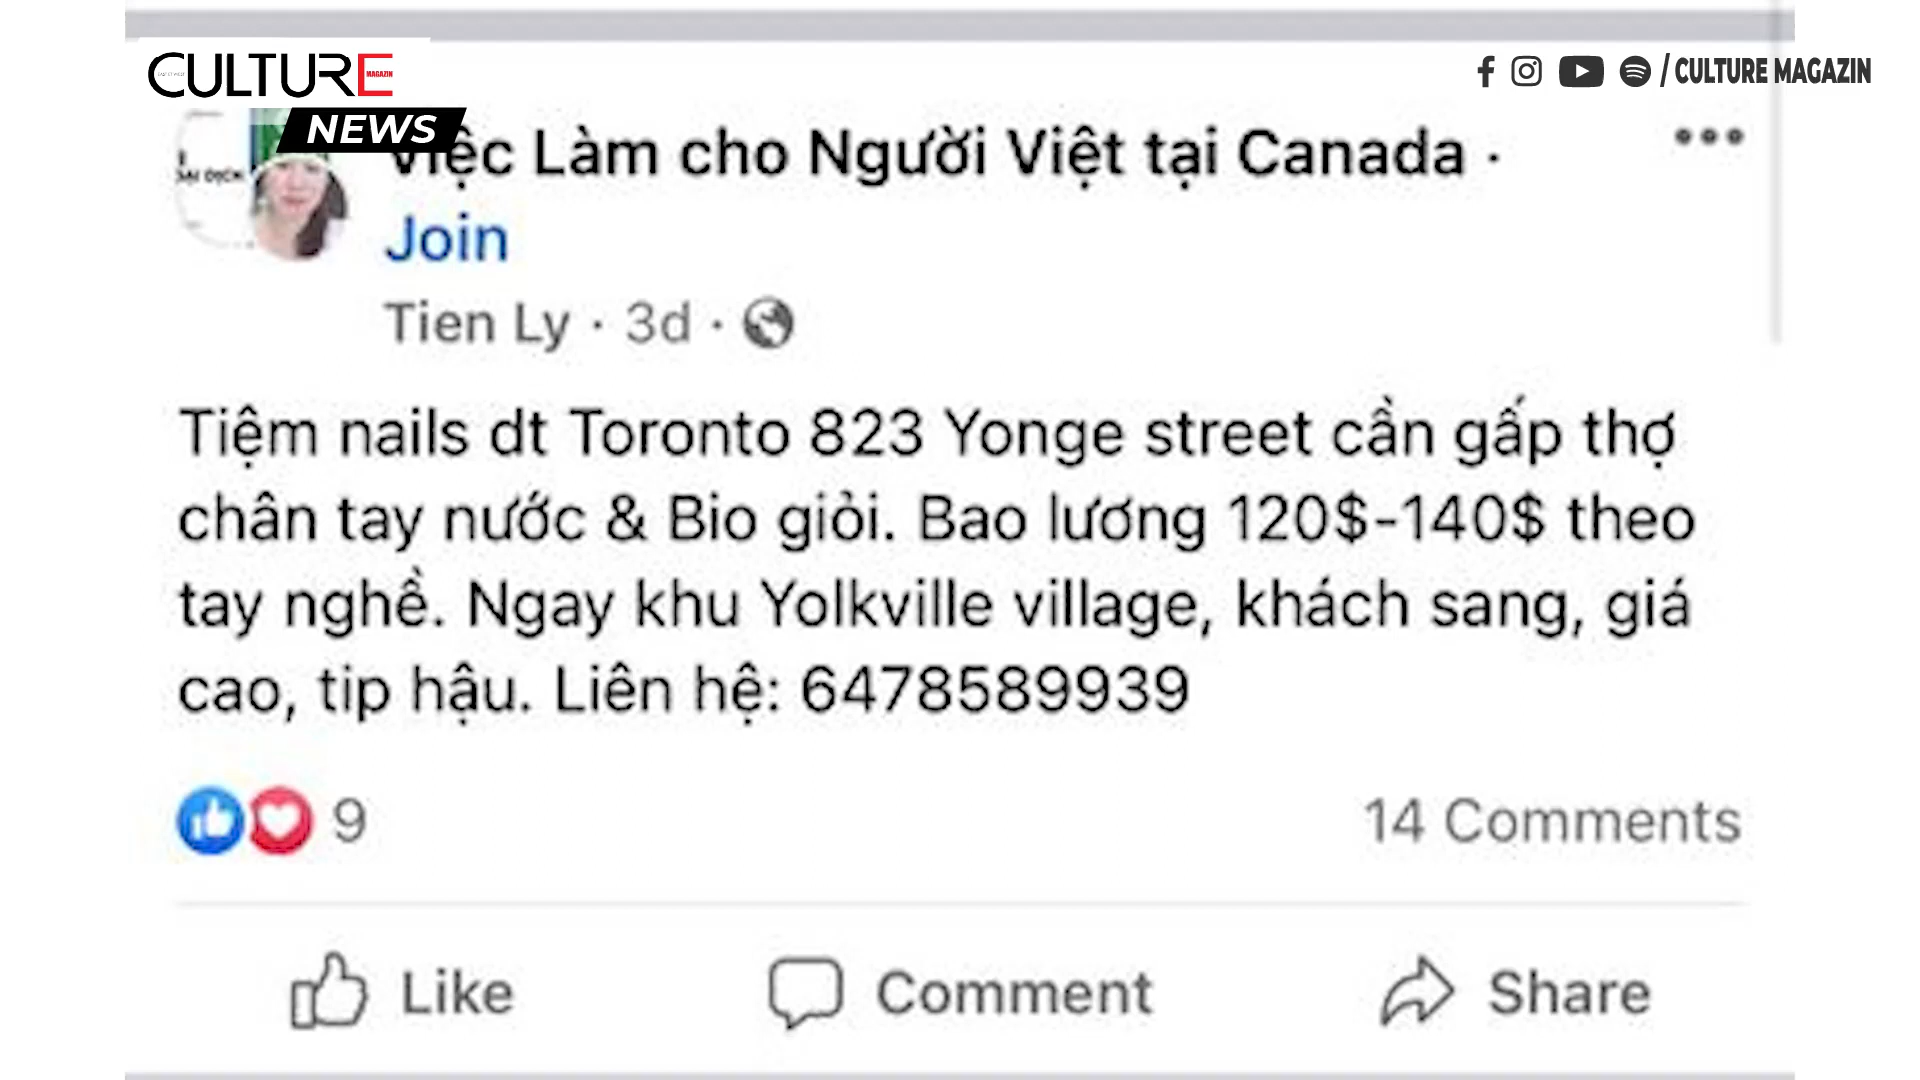 CULTURE
MAGAZIN
NEWS
/ CULTURE MAGAZIN
Việc Làm cho Người Việt tại Canada ·
Join
Tien Ly · 3d ·
Tiệm nails dt Toronto 823 Yonge street cần gấp thợ
chân tay nước & Bio giỏi. Bao lương 120$-140$ theo
tay nghề. Ngay khu Yolkville village, khách sang, giá
cao, tip hậu. Liên hệ: 6478589939
9
14 Comments
Like
Comment
Share